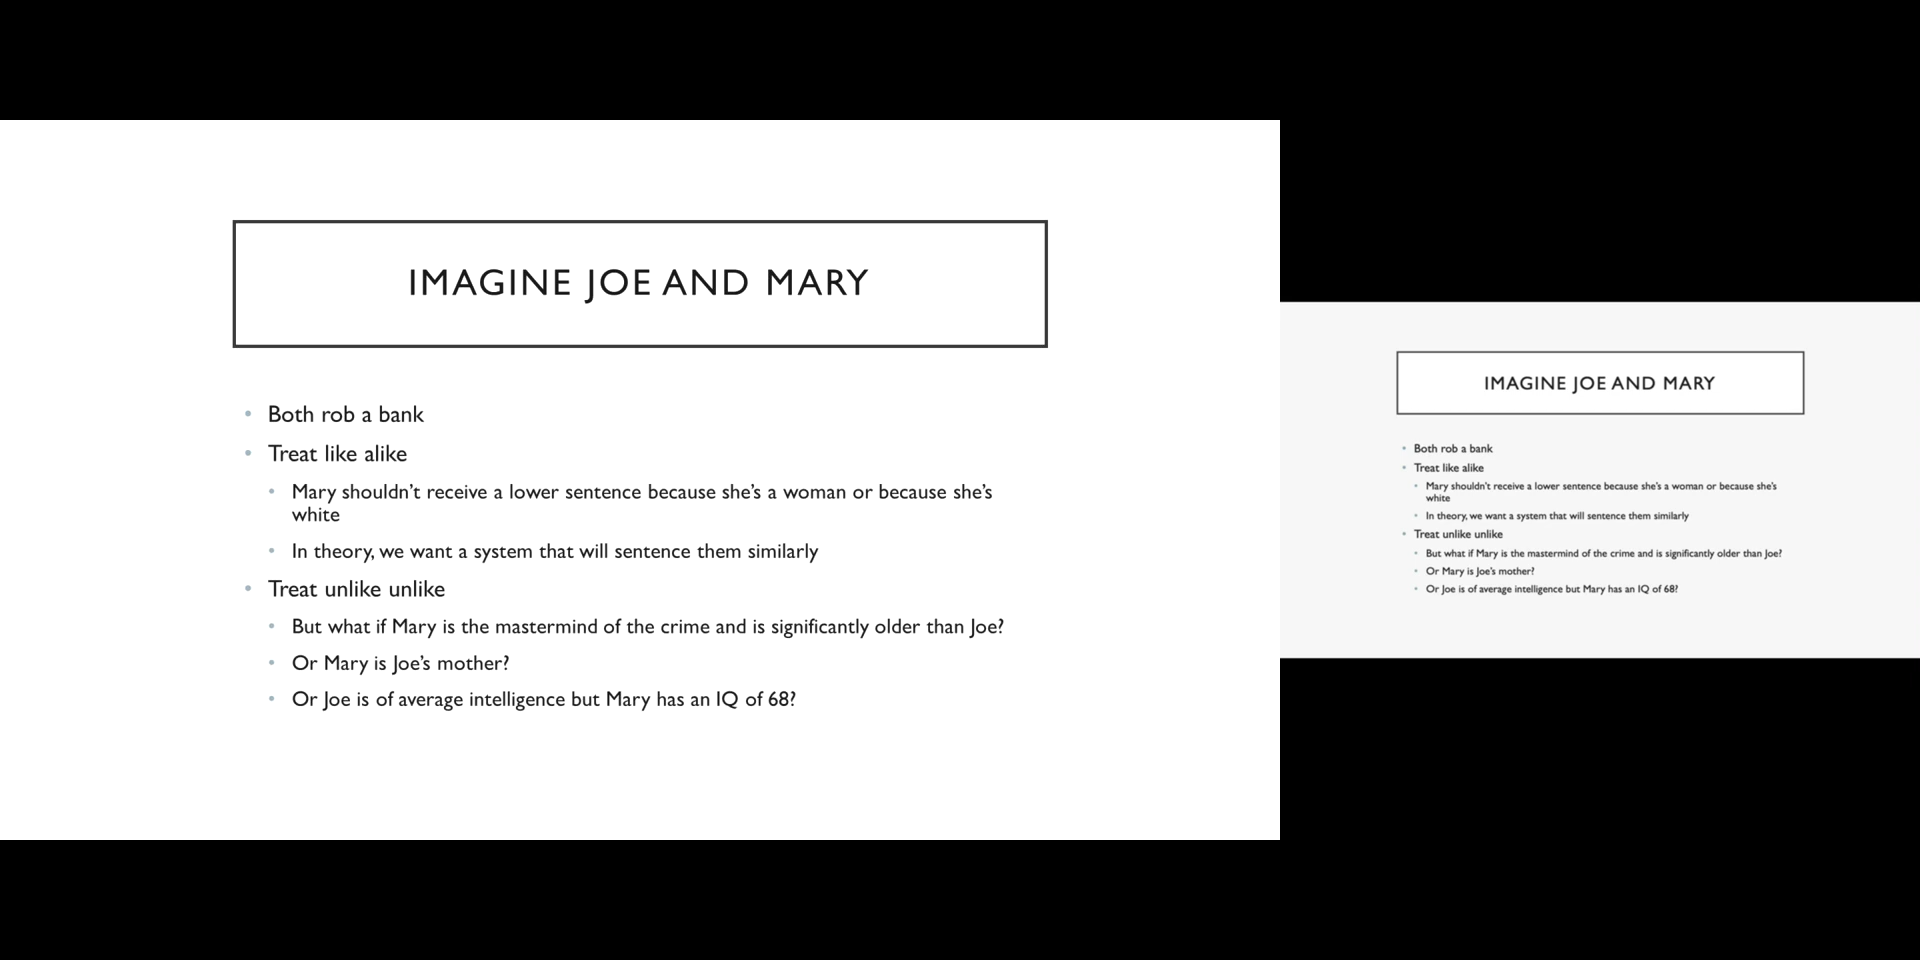 IMAGINE JOE AND MARY
• Both rob a bank
• Treat like alike
• Mary shouldn’t receive a lower sentence because she’s a woman or because she’s
white
• In theory, we want a system that will sentence them similarly
• Treat unlike unlike
• But what if Mary is the mastermind of the crime and is significantly older than Joe?
• Or Mary is Joe’s mother?
• Or Joe is of average intelligence but Mary has an IQ of 68?
IMAGINE JOE AND MARY
• Both rob a bank
• Treat like alike
• Mary shouldn’t receive a lower sentence because she’s a woman or because she’s
white
• In theory, we want a system that will sentence them similarly
• Treat unlike unlike
• But what if Mary is the mastermind of the crime and is significantly older than Joe?
• Or Mary is Joe’s mother?
• Or Joe is of average intelligence but Mary has an IQ of 68?